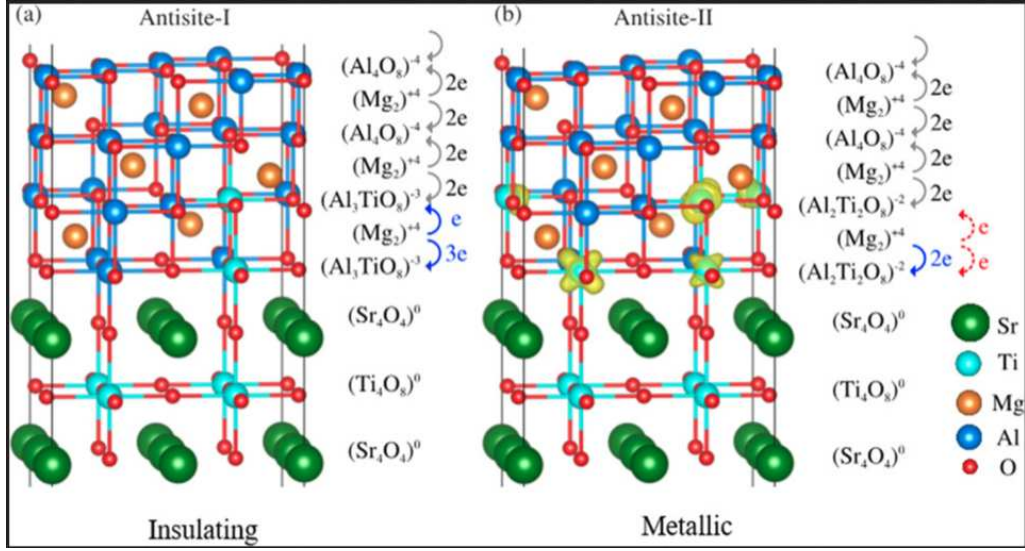 (a)
Antisite-I
(Al₄O₈)⁻⁴
2e
(Mg₂)⁺⁴
2e
(Al₄O₈)⁻⁴
2e
(Mg₂)⁺⁴
2e
(Al₃TiO₈)⁻³
e
(Mg₂)⁺⁴
3e
(Al₃TiO₈)⁻³
(Sr₄O₄)⁰
(Ti₄O₈)⁰
(Sr₄O₄)⁰
Insulating
(b)
Antisite-II
(Al₄O₈)⁻⁴
2e
(Mg₂)⁺⁴
2e
(Al₄O₈)⁻⁴
2e
(Mg₂)⁺⁴
2e
(Al₂Ti₂O₈)⁻²
e
(Mg₂)⁺⁴
2e
e
(Al₂Ti₂O₈)⁻²
(Sr₄O₄)⁰
(Ti₄O₈)⁰
(Sr₄O₄)⁰
Metallic
Sr
Ti
Mg
Al
O